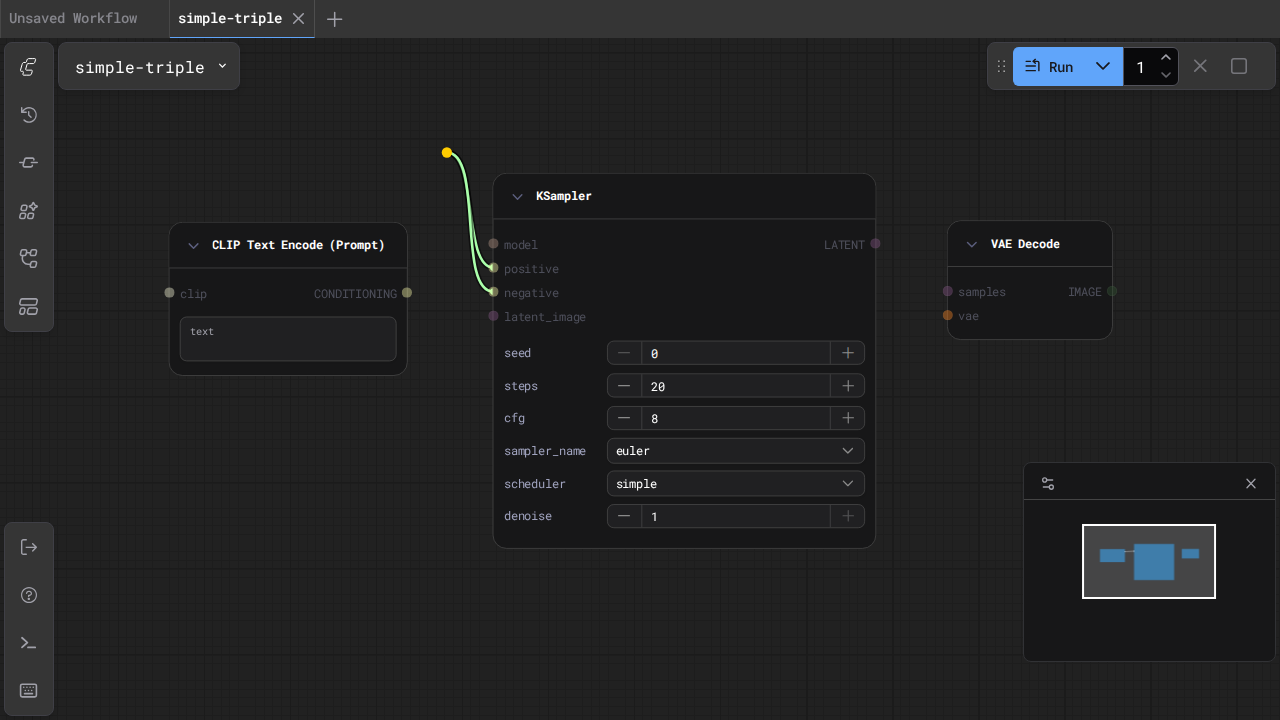 Unsaved Workflow
simple-triple
simple-triple
Run
1
CLIP Text Encode (Prompt)
clip
CONDITIONING
text
KSampler
model
LATENT
positive
negative
latent_image
seed
0
steps
20
cfg
8
sampler_name
euler
scheduler
simple
denoise
1
VAE Decode
samples
IMAGE
vae